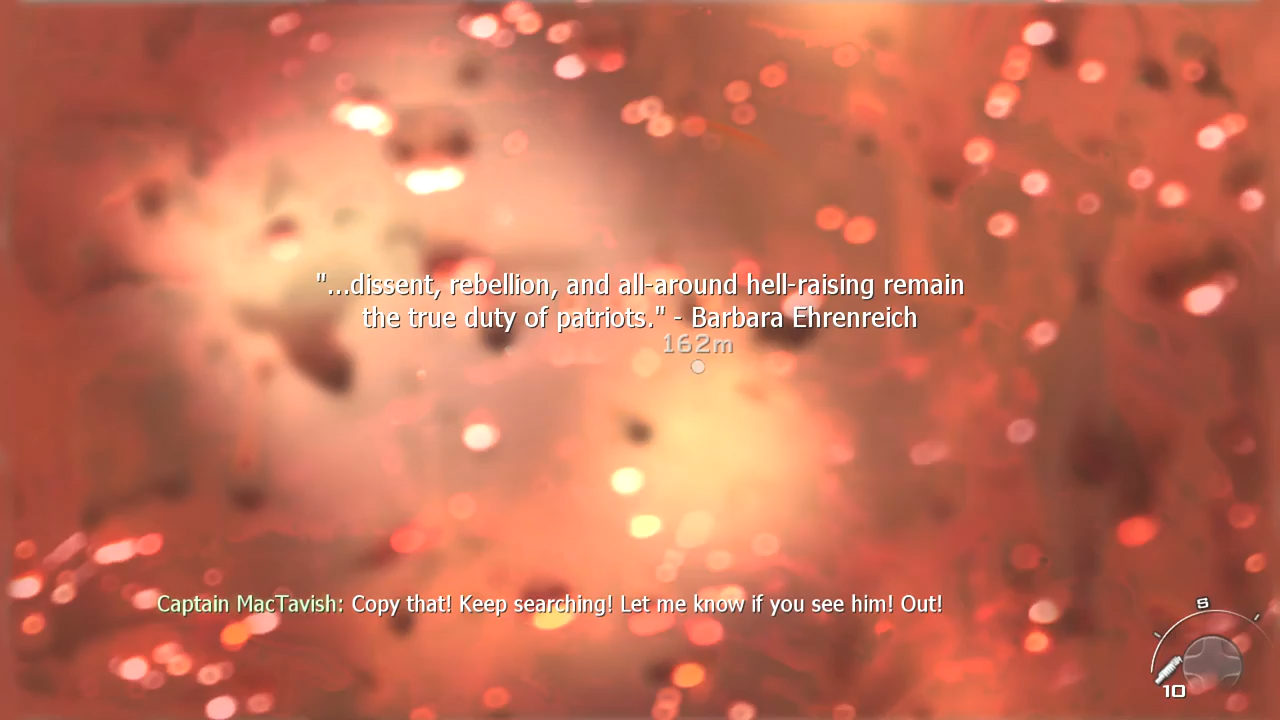 "...dissent, rebellion, and all-around hell-raising remain
the true duty of patriots." - Barbara Ehrenreich
162m
Captain MacTavish: Copy that! Keep searching! Let me know if you see him! Out!
S
10